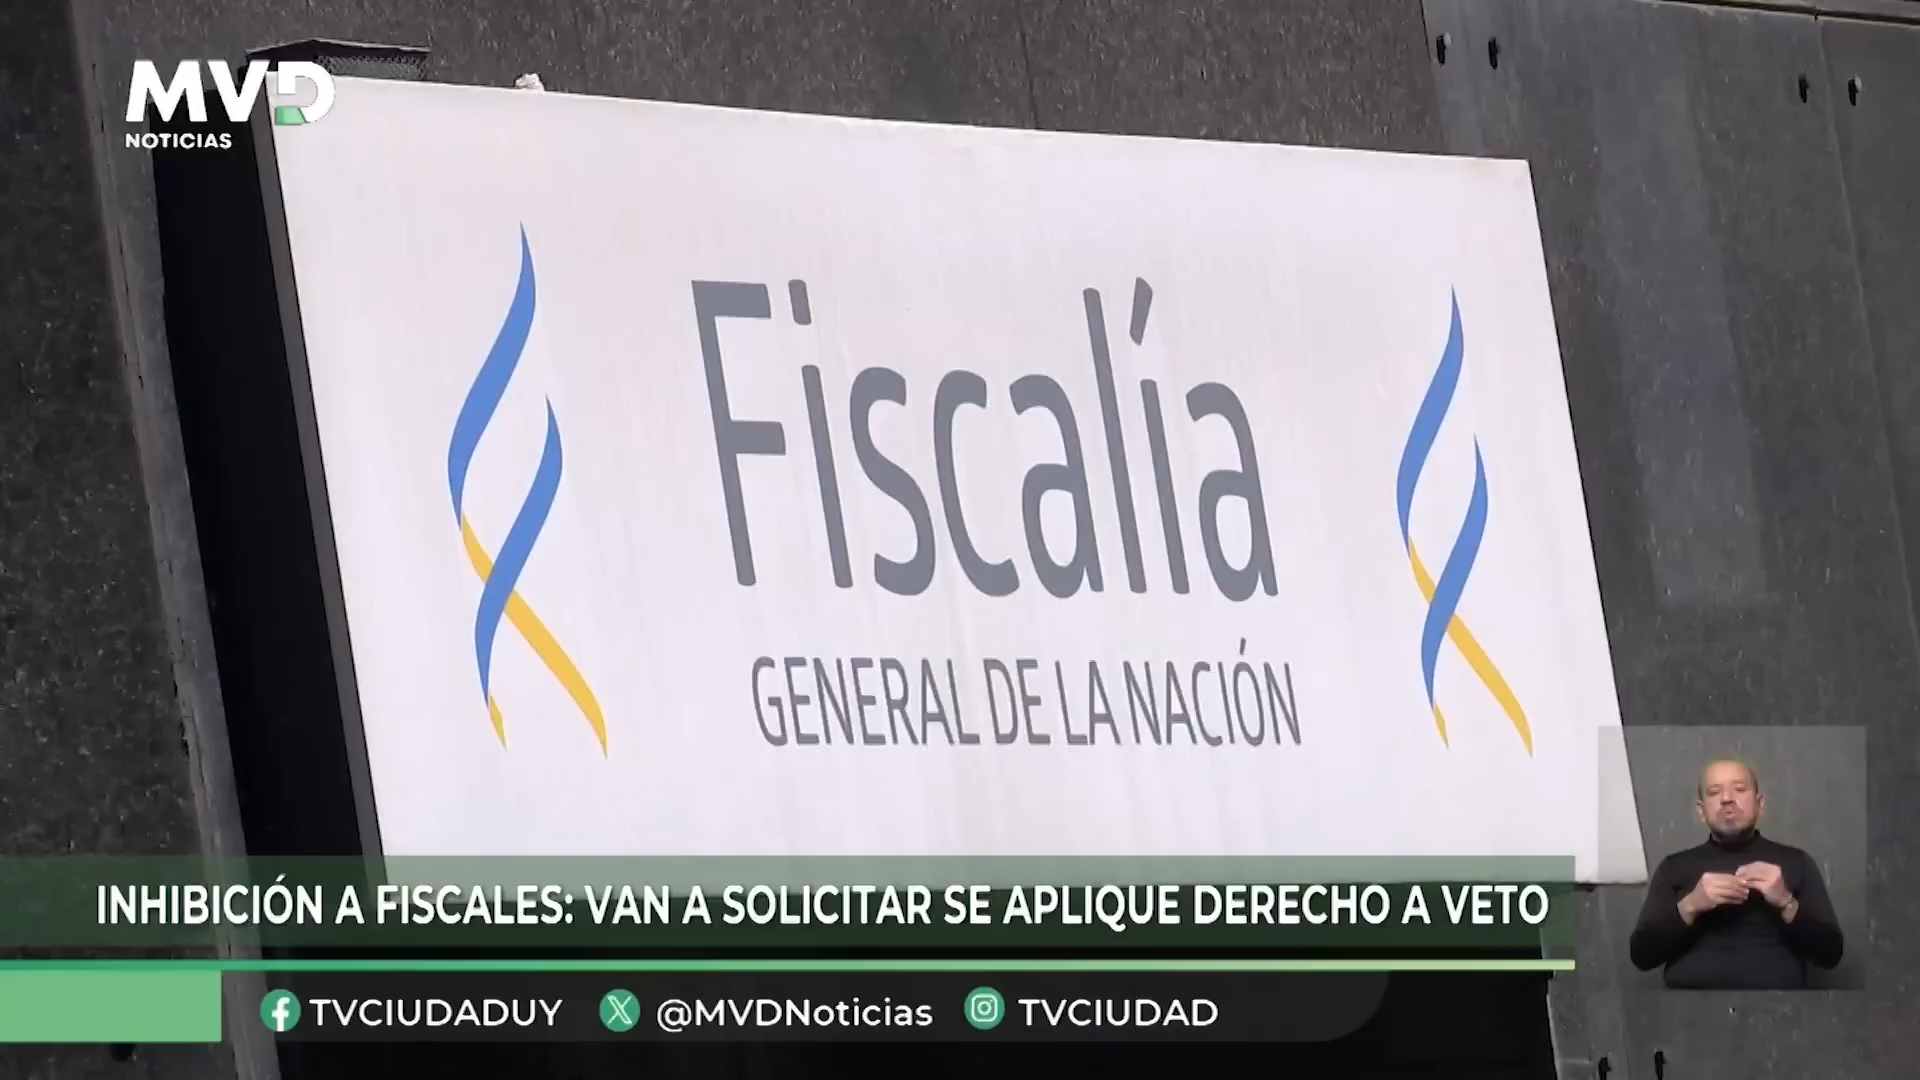 MVD
NOTICIAS
Fiscalía
GENERAL DE LA NACIÓN
INHIBICIÓN A FISCALES: VAN A SOLICITAR SE APLIQUE DERECHO A VETO
TVCIUDADUY @MVDNoticias TVCIUDAD